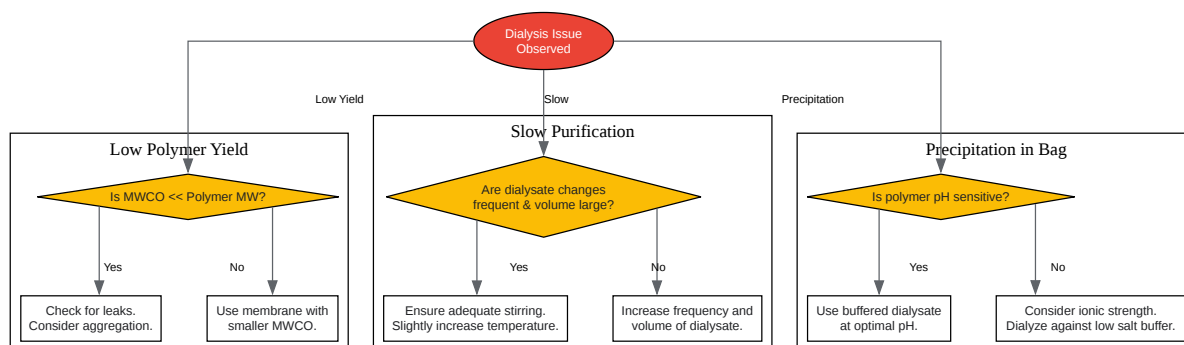 Dialysis Issue
Observed
Low Yield
Slow
Precipitation
Low Polymer Yield
Is MWCO << Polymer MW?
Yes
No
Check for leaks.
Consider aggregation.
Use membrane with
smaller MWCO.
Slow Purification
Are dialysate changes
frequent & volume large?
Yes
No
Ensure adequate stirring.
Slightly increase temperature.
Increase frequency and
volume of dialysate.
Precipitation in Bag
Is polymer pH sensitive?
Yes
No
Use buffered dialysate
at optimal pH.
Consider ionic strength.
Dialyze against low salt buffer.